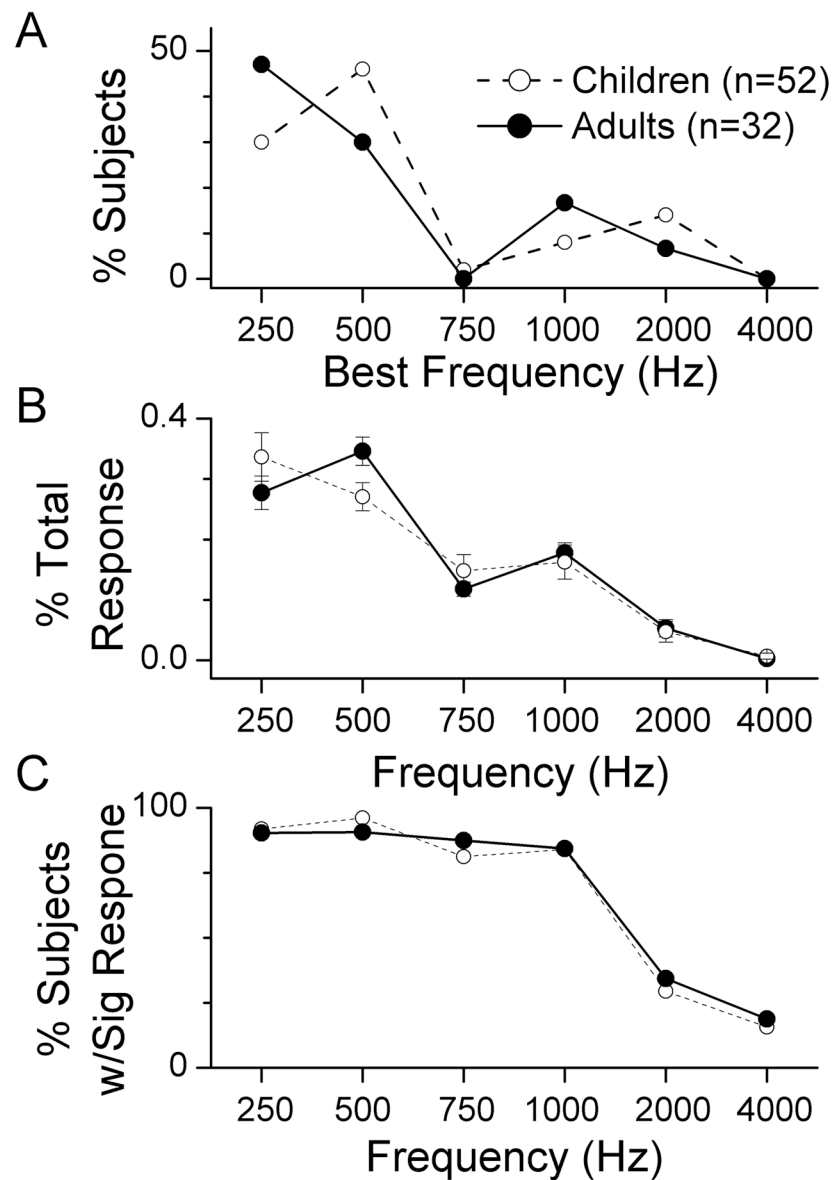 A
50
0
% Subjects
Children (n=52)
Adults (n=32)
250 500 750 1000 2000 4000
Best Frequency (Hz)
B
0.4
0.0
% Total
Response
250 500 750 1000 2000 4000
Frequency (Hz)
C
100
0
% Subjects
w/Sig Respone
250 500 750 1000 2000 4000
Frequency (Hz)